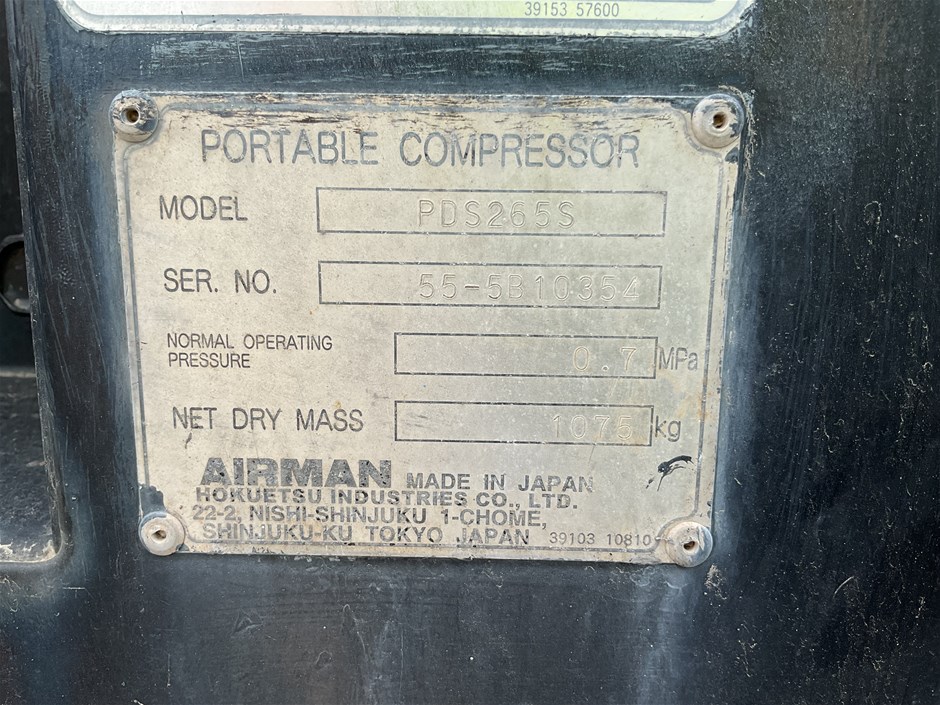 39153 57600
PORTABLE COMPRESSOR
MODEL PDS265S
SER. NO. 55-5B10354
NORMAL OPERATING
PRESSURE 0.7 MPa
NET DRY MASS 1075 kg
AIRMAN MADE IN JAPAN
HOKUETSU INDUSTRIES CO., LTD.
22-2, NISHI-SHINJUKU 1-CHOME,
SHINJUKU-KU TOKYO JAPAN 39103 10810